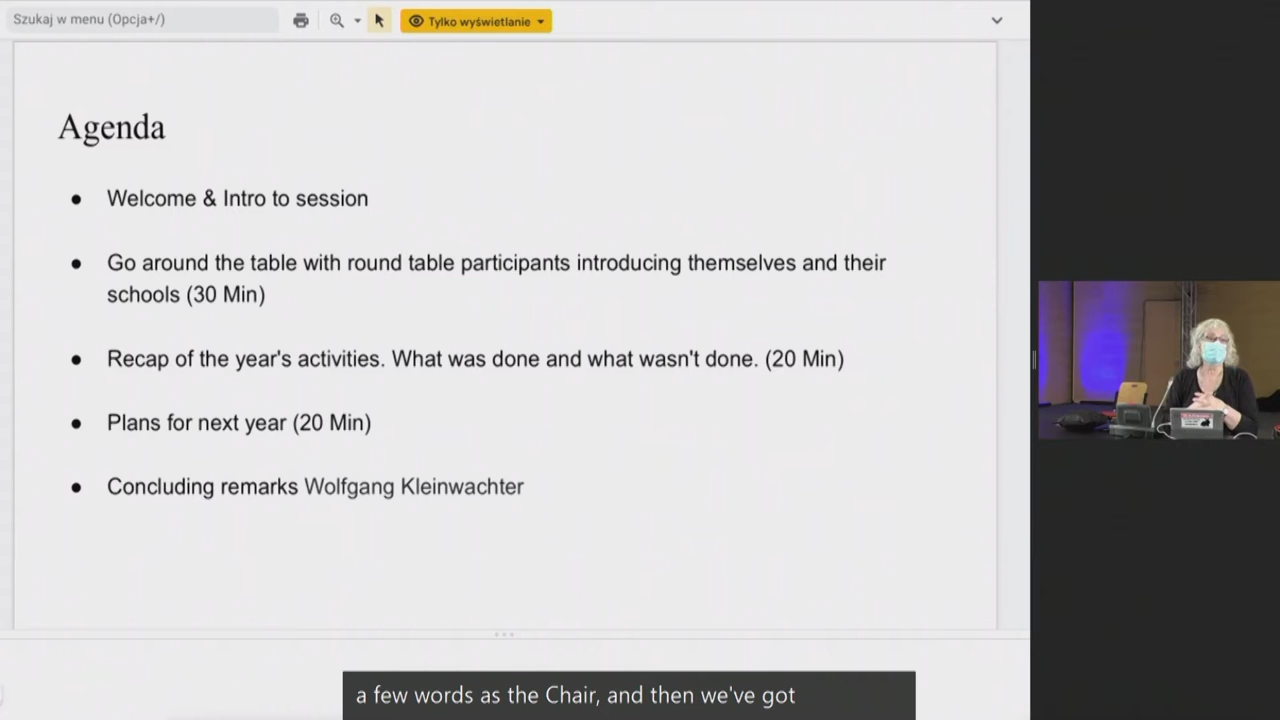 Szukaj w menu (Opcja+/)
Tylko wyświetlanie
Agenda
● Welcome & Intro to session
● Go around the table with round table participants introducing themselves and their
schools (30 Min)
● Recap of the year's activities. What was done and what wasn't done. (20 Min)
● Plans for next year (20 Min)
● Concluding remarks Wolfgang Kleinwachter
a few words as the Chair, and then we've got